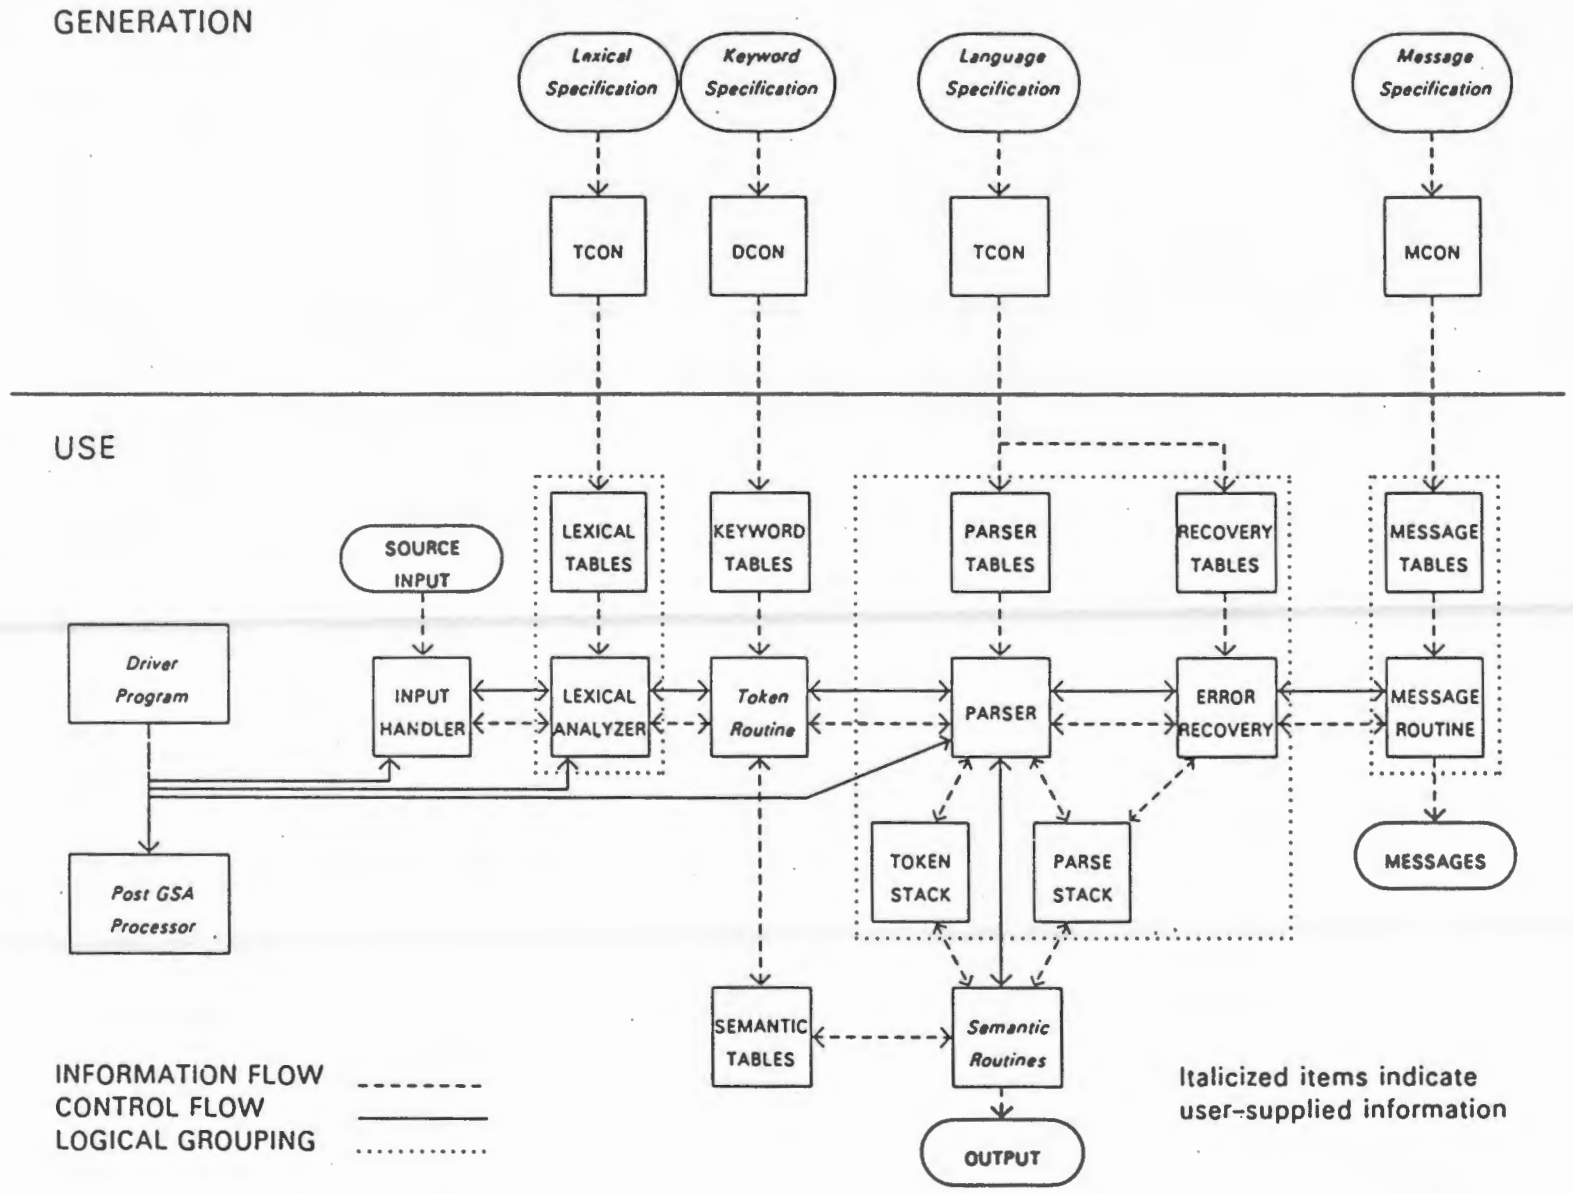 GENERATION
Lexical
Specification
Keyword
Specification
Language
Specification
Message
Specification
TCON
DCON
TCON
MCON
USE
SOURCE
INPUT
LEXICAL
TABLES
KEYWORD
TABLES
PARSER
TABLES
RECOVERY
TABLES
MESSAGE
TABLES
Driver
Program
INPUT
HANDLER
LEXICAL
ANALYZER
Token
Routine
PARSER
ERROR
RECOVERY
MESSAGE
ROUTINE
Post GSA
Processor
TOKEN
STACK
PARSE
STACK
MESSAGES
SEMANTIC
TABLES
Semantic
Routines
OUTPUT
INFORMATION FLOW
CONTROL FLOW
LOGICAL GROUPING
Italicized items indicate
user-supplied information